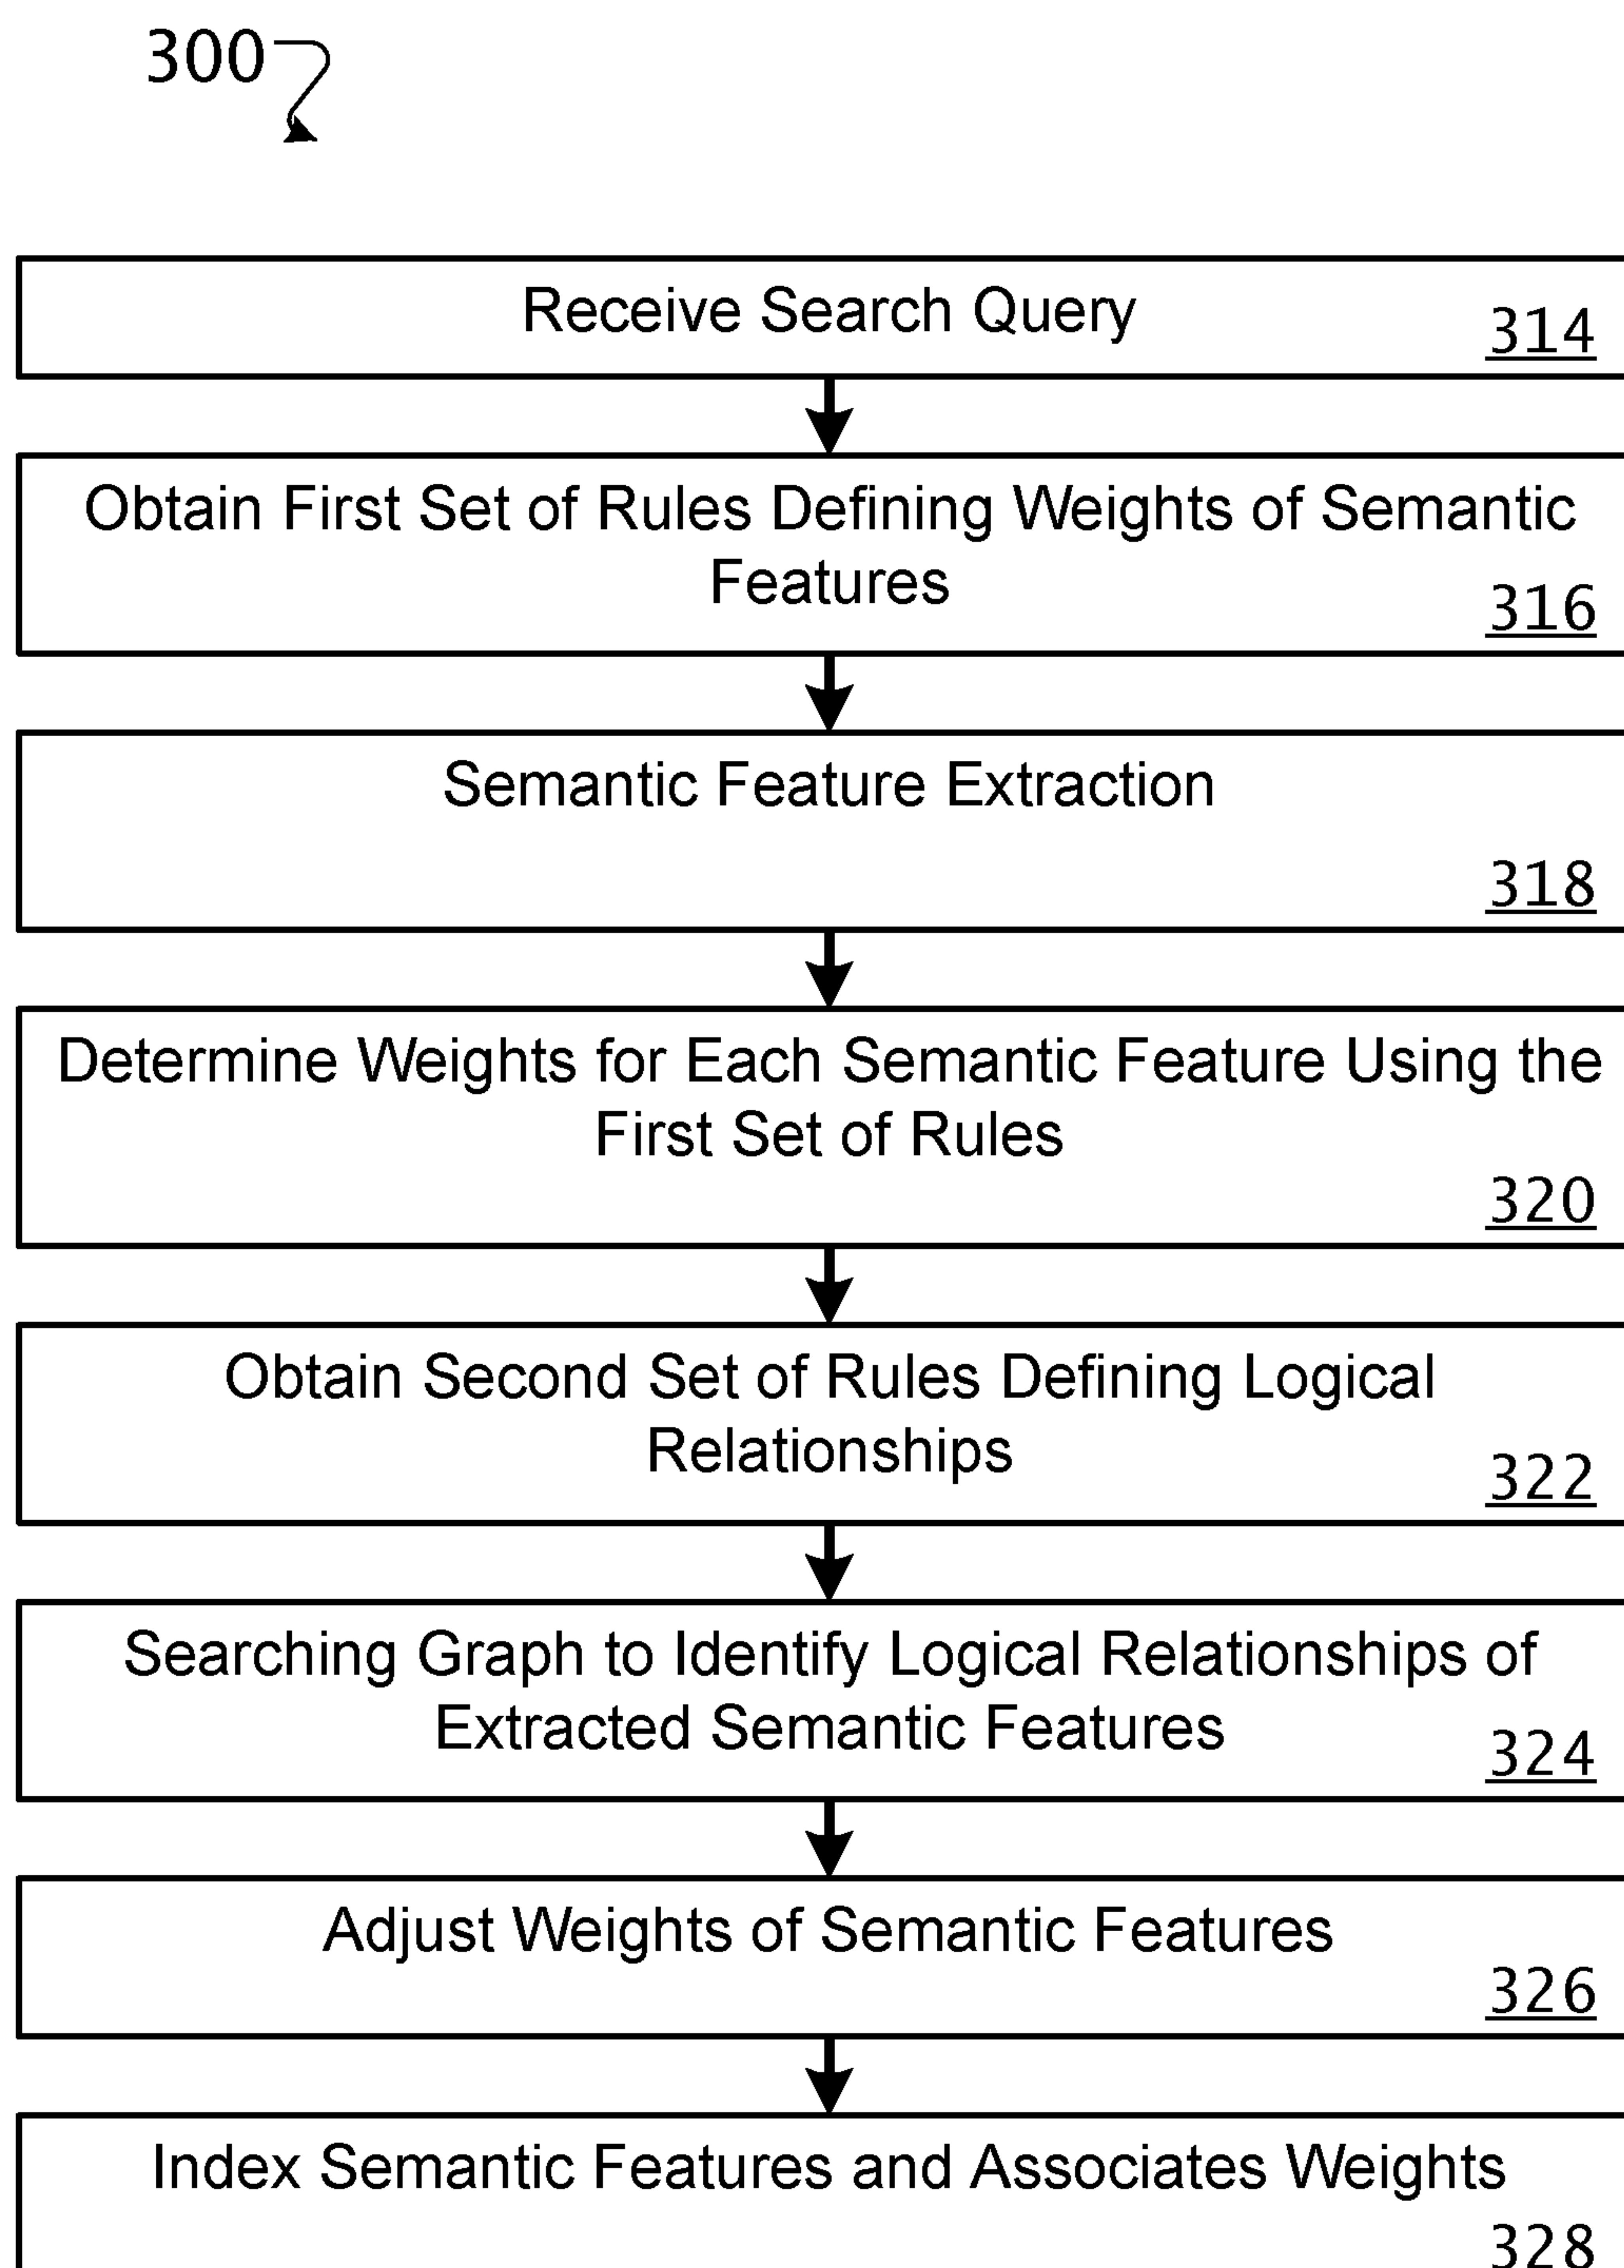 300
Receive Search Query
314
Obtain First Set of Rules Defining Weights of Semantic
Features
316
Semantic Feature Extraction
318
Determine Weights for Each Semantic Feature Using the
First Set of Rules
320
Obtain Second Set of Rules Defining Logical
Relationships
322
Searching Graph to Identify Logical Relationships of
Extracted Semantic Features
324
Adjust Weights of Semantic Features
326
Index Semantic Features and Associates Weights
328